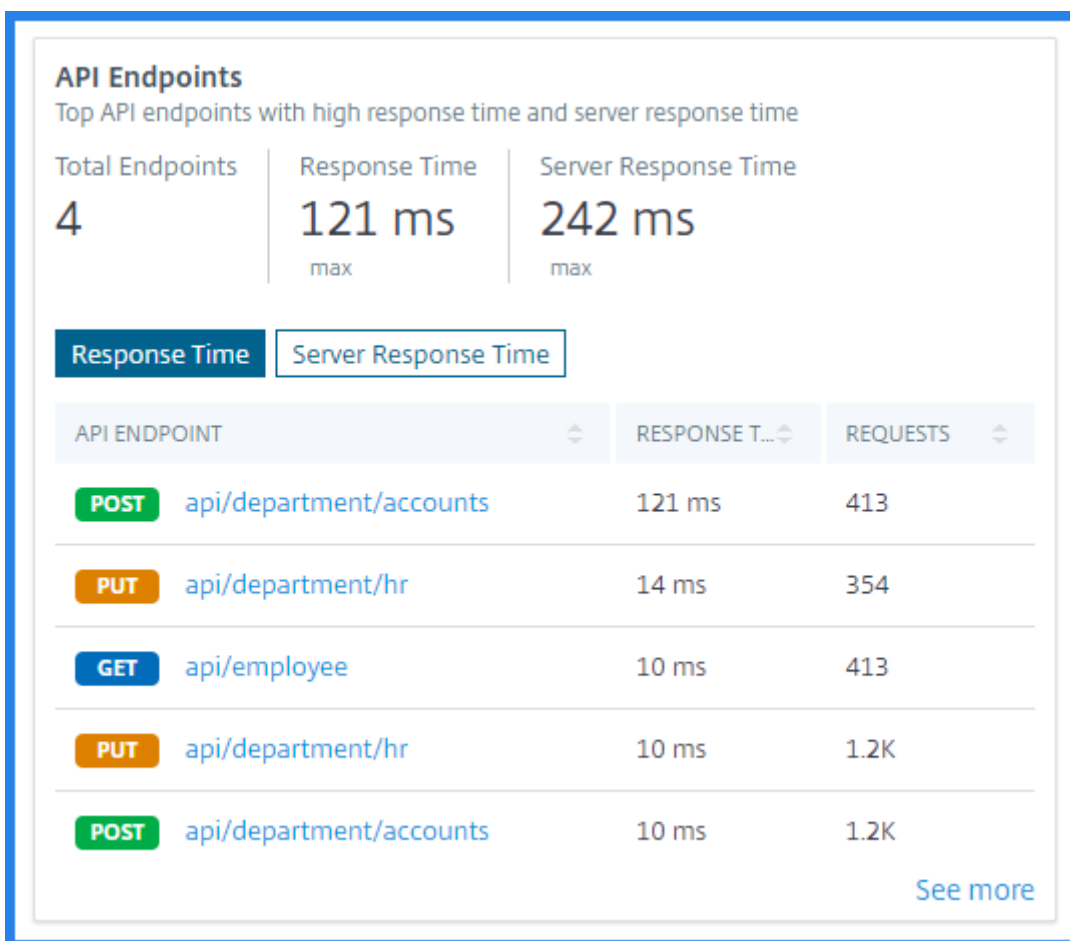 API Endpoints
Top API endpoints with high response time and server response time
Total Endpoints Response Time Server Response Time
4 121 ms 242 ms
max max
Response Time Server Response Time
API ENDPOINT RESPONSE T... REQUESTS
POST api/department/accounts 121 ms 413
PUT api/department/hr 14 ms 354
GET api/employee 10 ms 413
PUT api/department/hr 10 ms 1.2K
POST api/department/accounts 10 ms 1.2K
See more